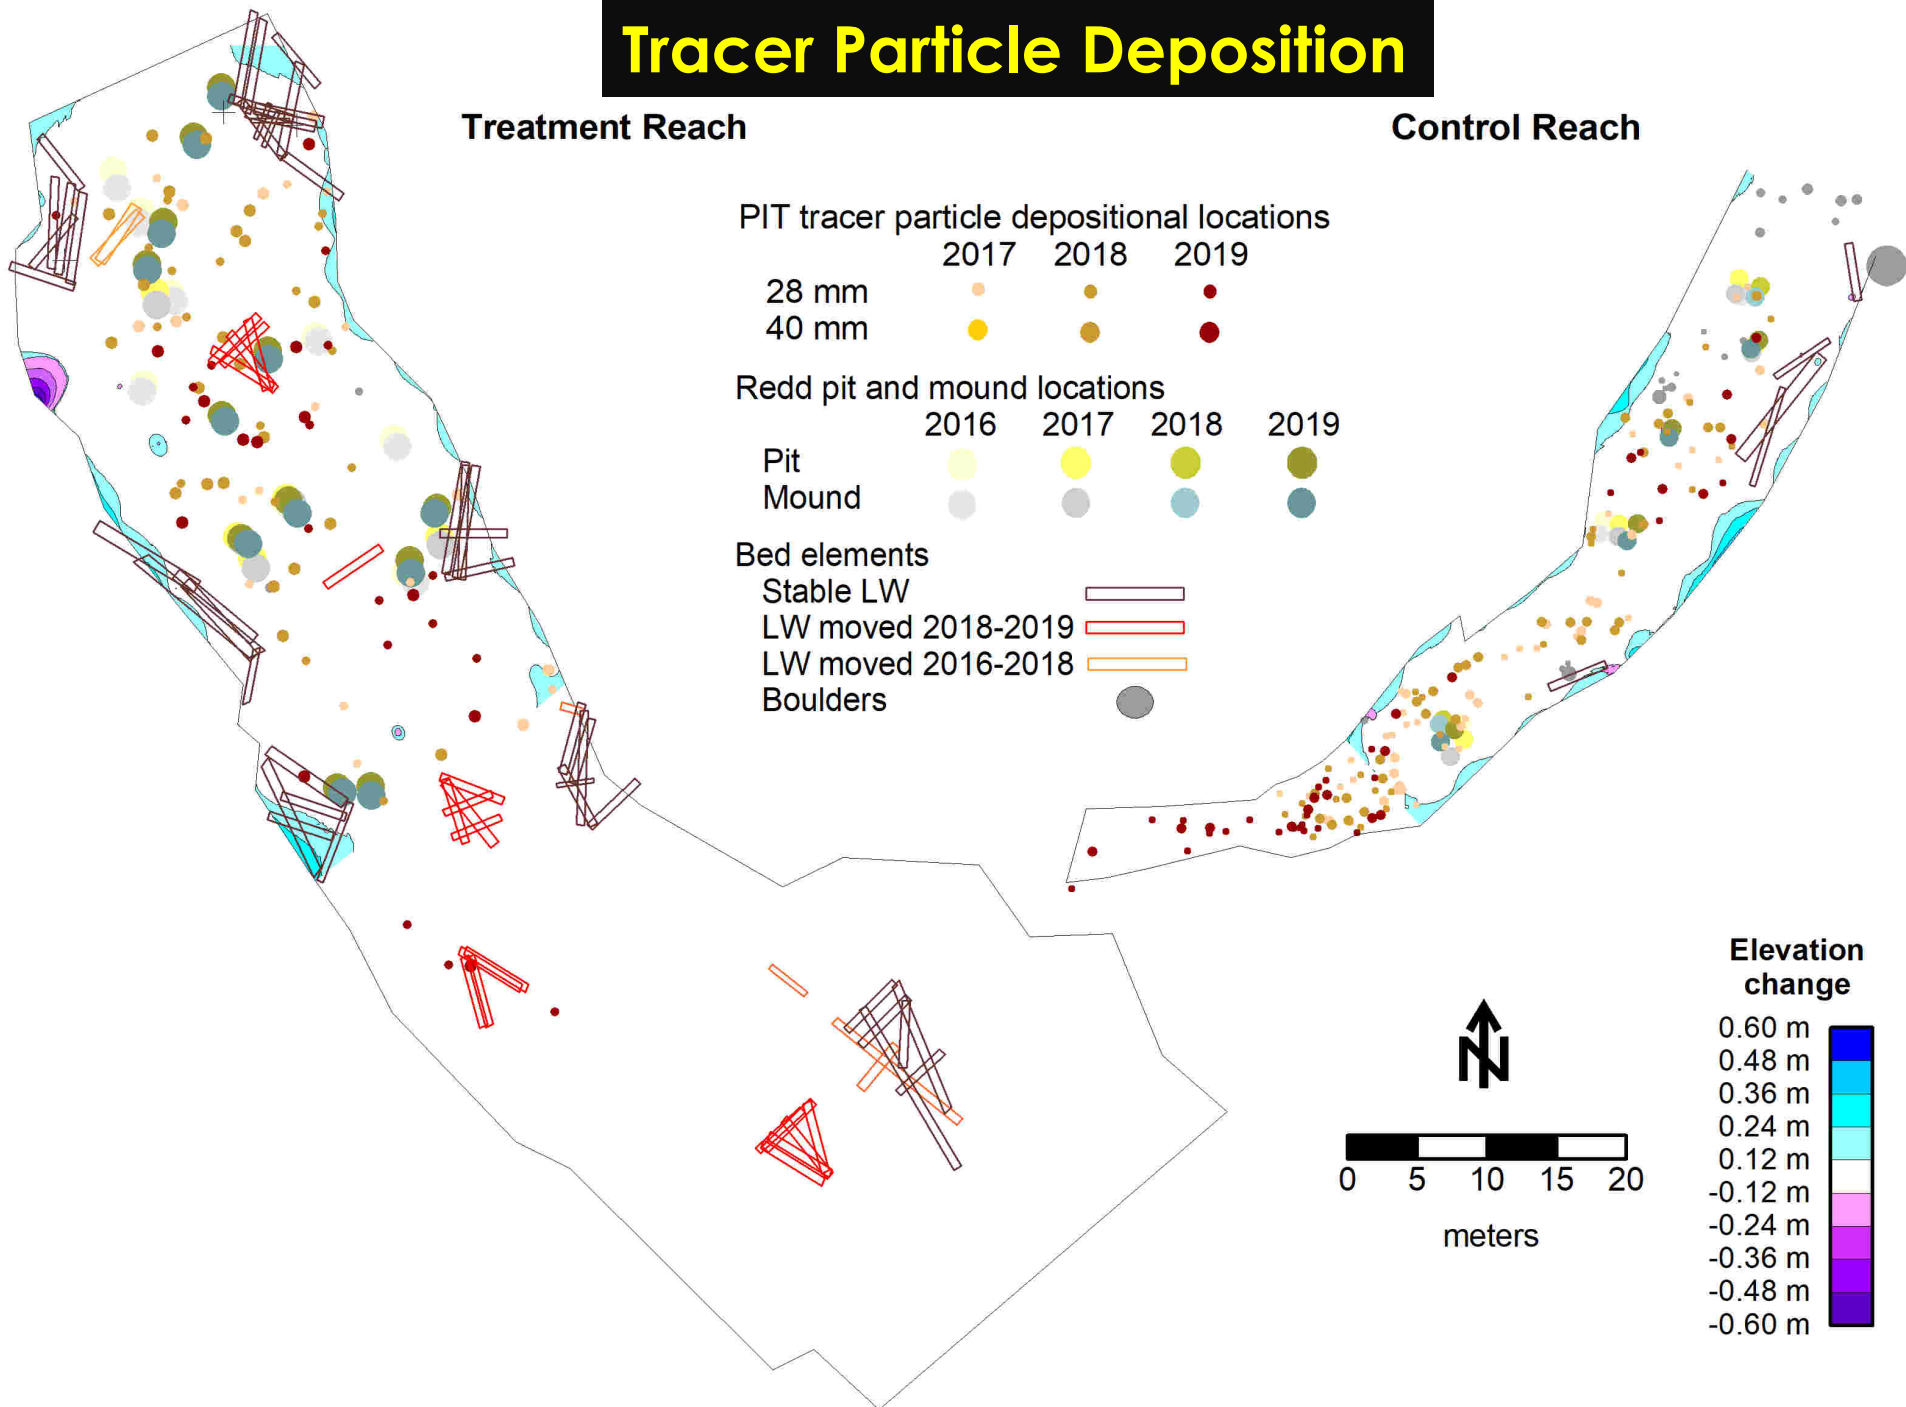 Tracer Particle Deposition
Treatment Reach
Control Reach
PIT tracer particle depositional locations
2017 2018 2019
28 mm
40 mm
Redd pit and mound locations
2016 2017 2018 2019
Pit
Mound
Bed elements
Stable LW
LW moved 2018-2019
LW moved 2016-2018
Boulders
N
0 5 10 15 20
meters
Elevation
change
0.60 m
0.48 m
0.36 m
0.24 m
0.12 m
-0.12 m
-0.24 m
-0.36 m
-0.48 m
-0.60 m